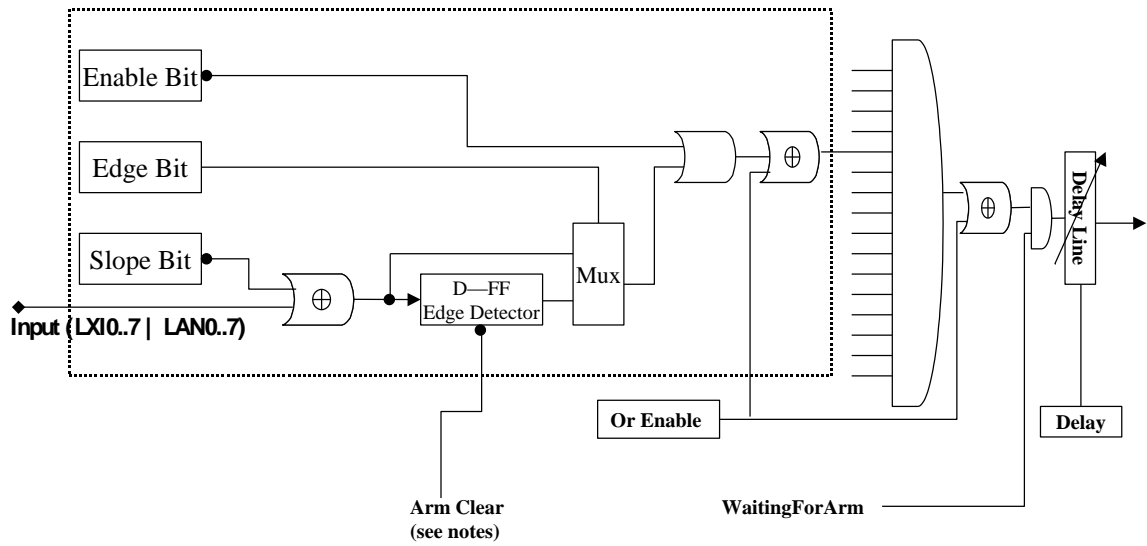 Enable Bit
Edge Bit
Slope Bit
Mux
D—FF
Edge Detector
Input (LXI0..7 | LAN0..7)
Delay Line
Or Enable
Delay
Arm Clear
(see notes)
WaitingForArm